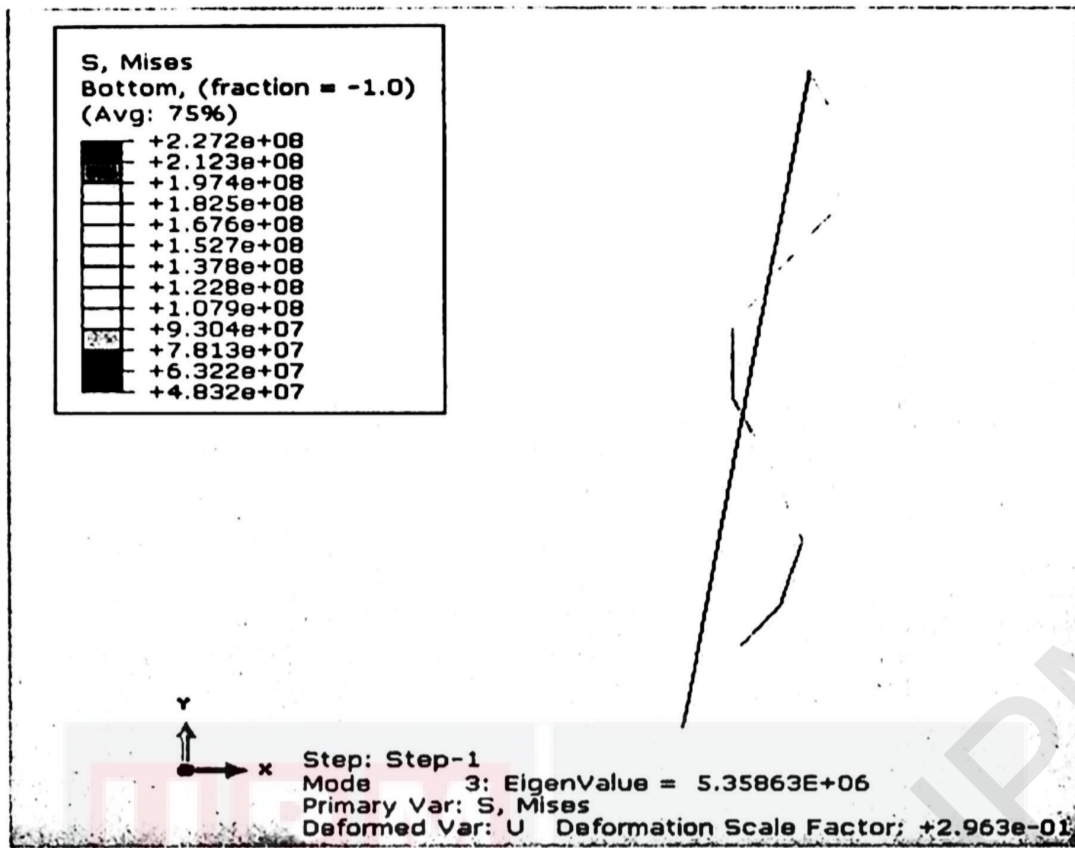 S, Mises
Bottom, (fraction = -1.0)
(Avg: 75%)
+2.272e+08
+2.123e+08
+1.974e+08
+1.825e+08
+1.676e+08
+1.527e+08
+1.378e+08
+1.228e+08
+1.079e+08
+9.304e+07
+7.813e+07
+6.322e+07
+4.832e+07
Y
X
Step: Step-1
Mode 3: EigenValue = 5.35863E+06
Primary Var: S, Mises
Deformed Var: U Deformation Scale Factor: +2.963e-01
UPM